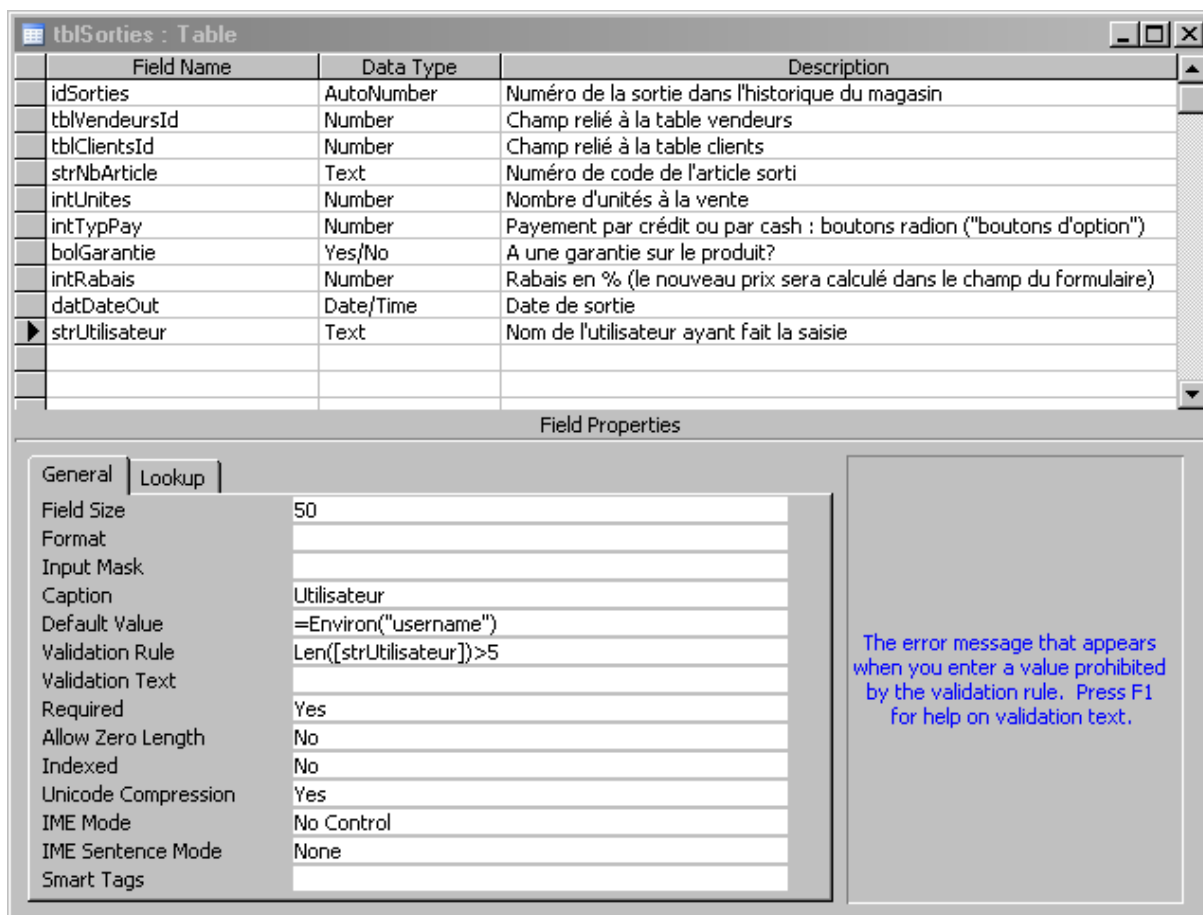 tblSorties : Table
Field Name Data Type Description
idSorties AutoNumber Numéro de la sortie dans l'historique du magasin
tblVendeursId Number Champ relié à la table vendeurs
tblClientsId Number Champ relié à la table clients
strNbArticle Text Numéro de code de l'article sorti
intUnites Number Nombre d'unités à la vente
intTypPay Number Payement par crédit ou par cash : boutons radion ("boutons d'option")
bolGarantie Yes/No A une garantie sur le produit?
intRabais Number Rabais en % (le nouveau prix sera calculé dans le champ du formulaire)
datDateOut Date/Time Date de sortie
strUtilisateur Text Nom de l'utilisateur ayant fait la saisie
Field Properties
General Lookup
Field Size 50
Format
Input Mask
Caption Utilisateur
Default Value =Environ("username")
Validation Rule Len([strUtilisateur])>5
Validation Text
Required Yes
Allow Zero Length No
Indexed No
Unicode Compression Yes
IME Mode No Control
IME Sentence Mode None
Smart Tags
The error message that appears
when you enter a value prohibited
by the validation rule. Press F1
for help on validation text.